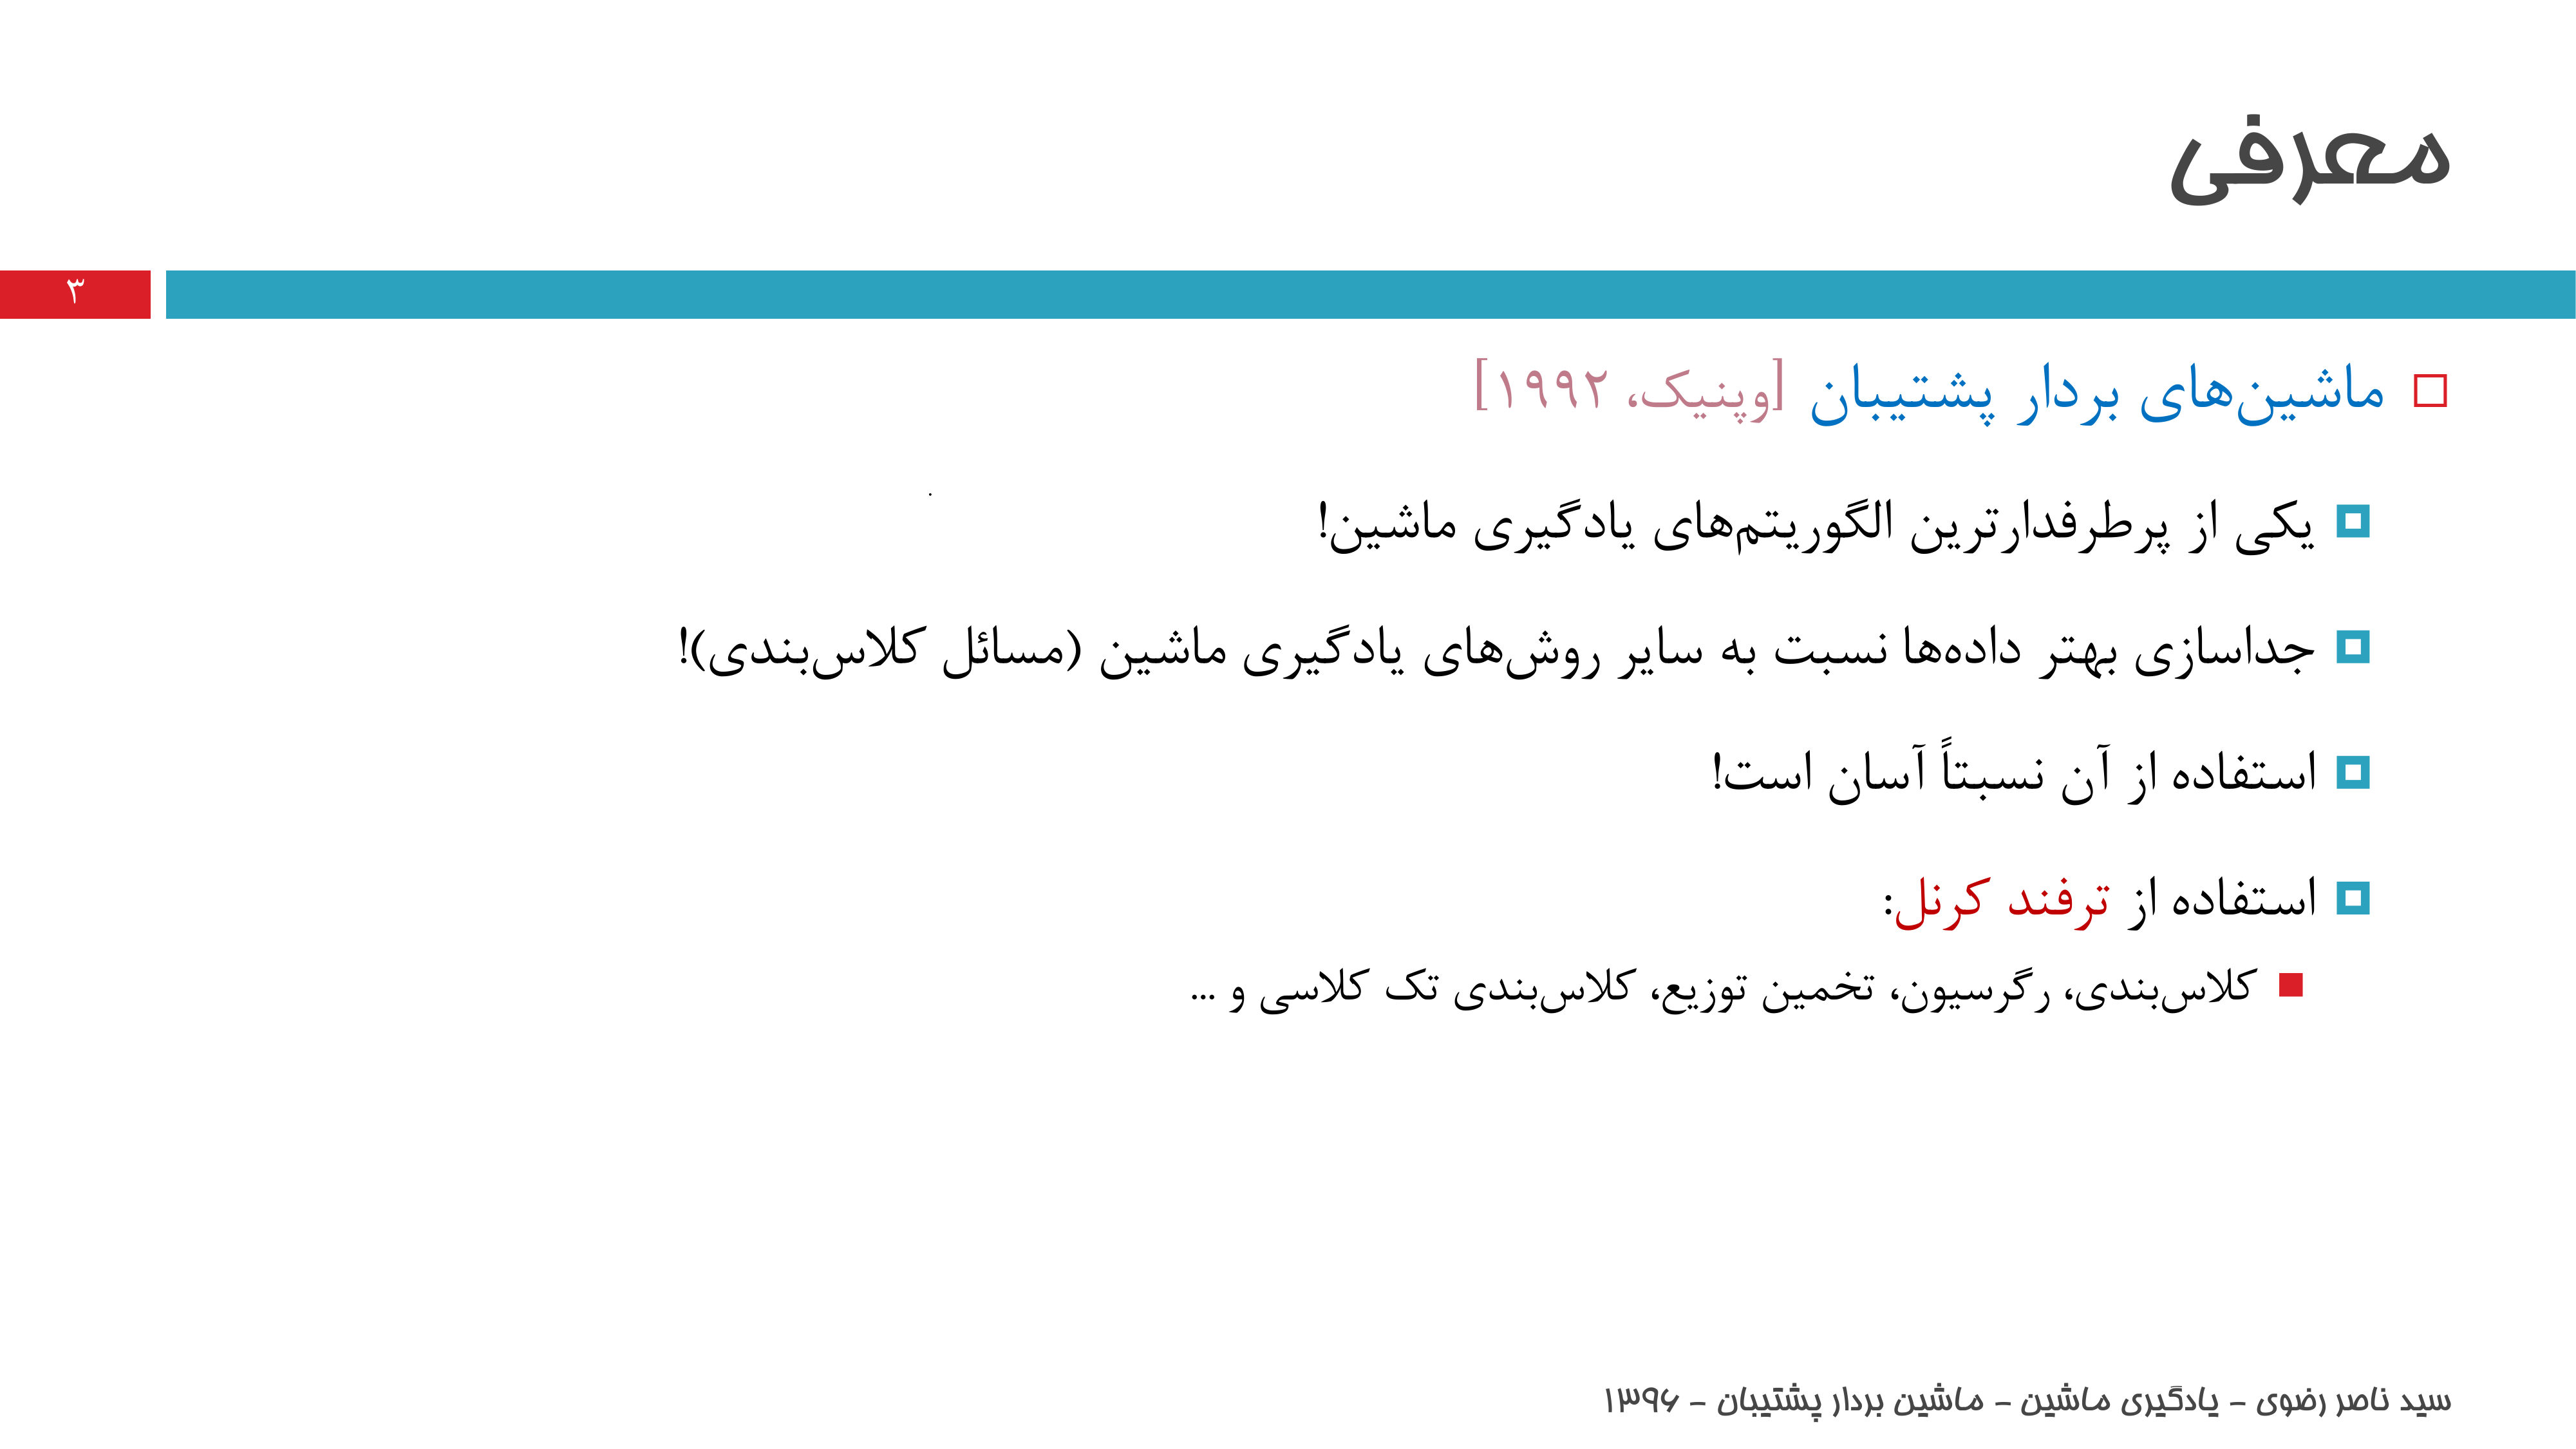 معرفی
۳
ماشین‌های بردار پشتیبان [وپنیک، ۱۹۹۲]
یکی از پرطرفدارترین الگوریتم‌های یادگیری ماشین!
جداسازی بهتر داده‌ها نسبت به سایر روش‌های یادگیری ماشین (مسائل کلاس‌بندی)!
استفاده از آن نسبتاً آسان است!
استفاده از ترفند کرنل:
کلاس‌بندی، رگرسیون، تخمین توزیع، کلاس‌بندی تک کلاسی و ...
سید ناصر رضوی – یادگیری ماشین – ماشین بردار پشتیبان – ۱۳۹۶